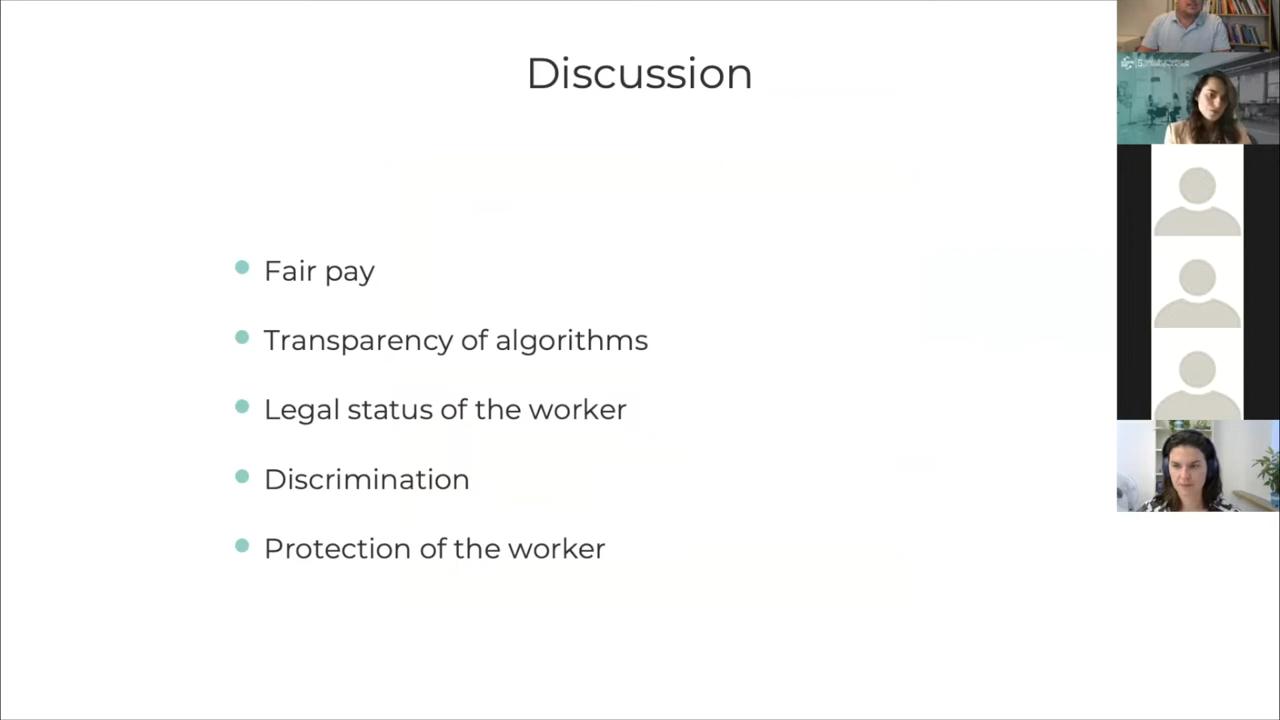 Discussion
Fair pay
Transparency of algorithms
Legal status of the worker
Discrimination
Protection of the worker